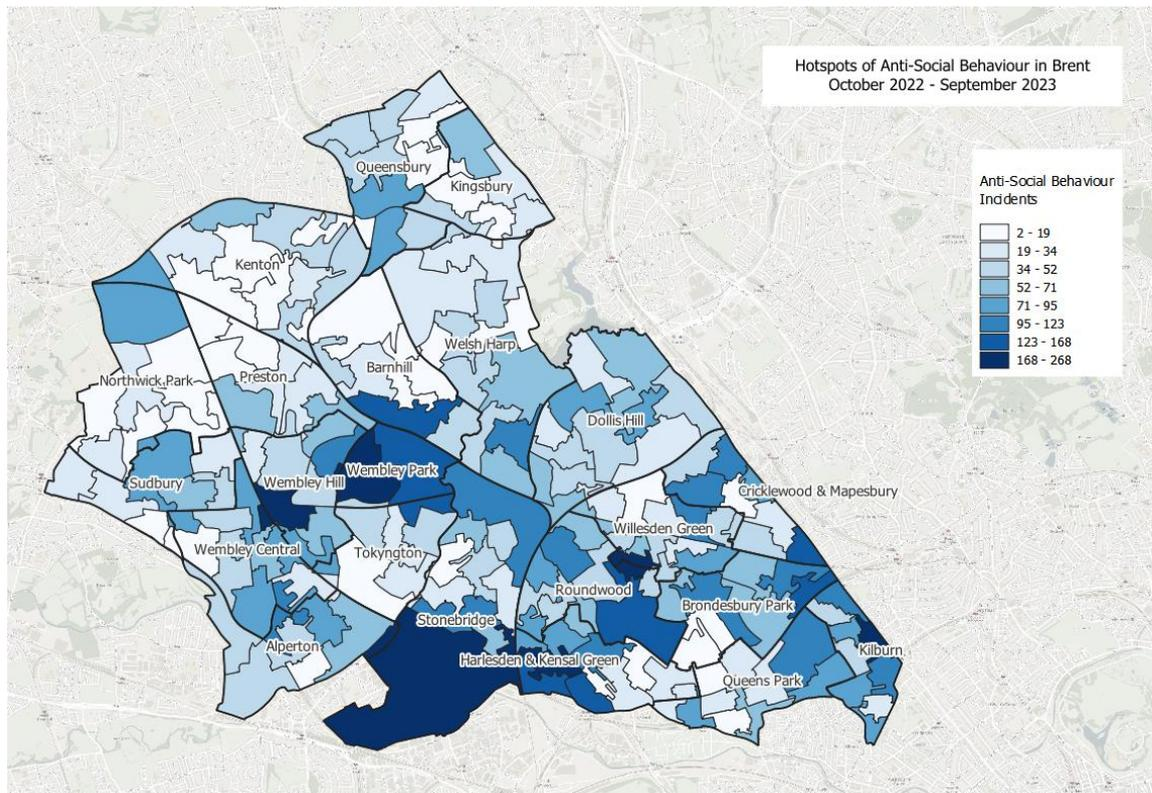 Hotspots of Anti-Social Behaviour in Brent
October 2022 - September 2023
Anti-Social Behaviour
Incidents
2 - 19
19 - 34
34 - 52
52 - 71
71 - 95
95 - 123
123 - 168
168 - 268
Queensbury
Kingsbury
Kenton
Welsh Harp
Barnhill
Preston
Northwick Park
Dollis Hill
Wembley Park
Sudbury
Wembley Hill
Cricklewood & Mapesbury
Willesden Green
Wembley Central
Tokyngton
Roundwood
Brondesbury Park
Stonebridge
Alperton
Kilburn
Harlesden & Kensal Green
Queens Park